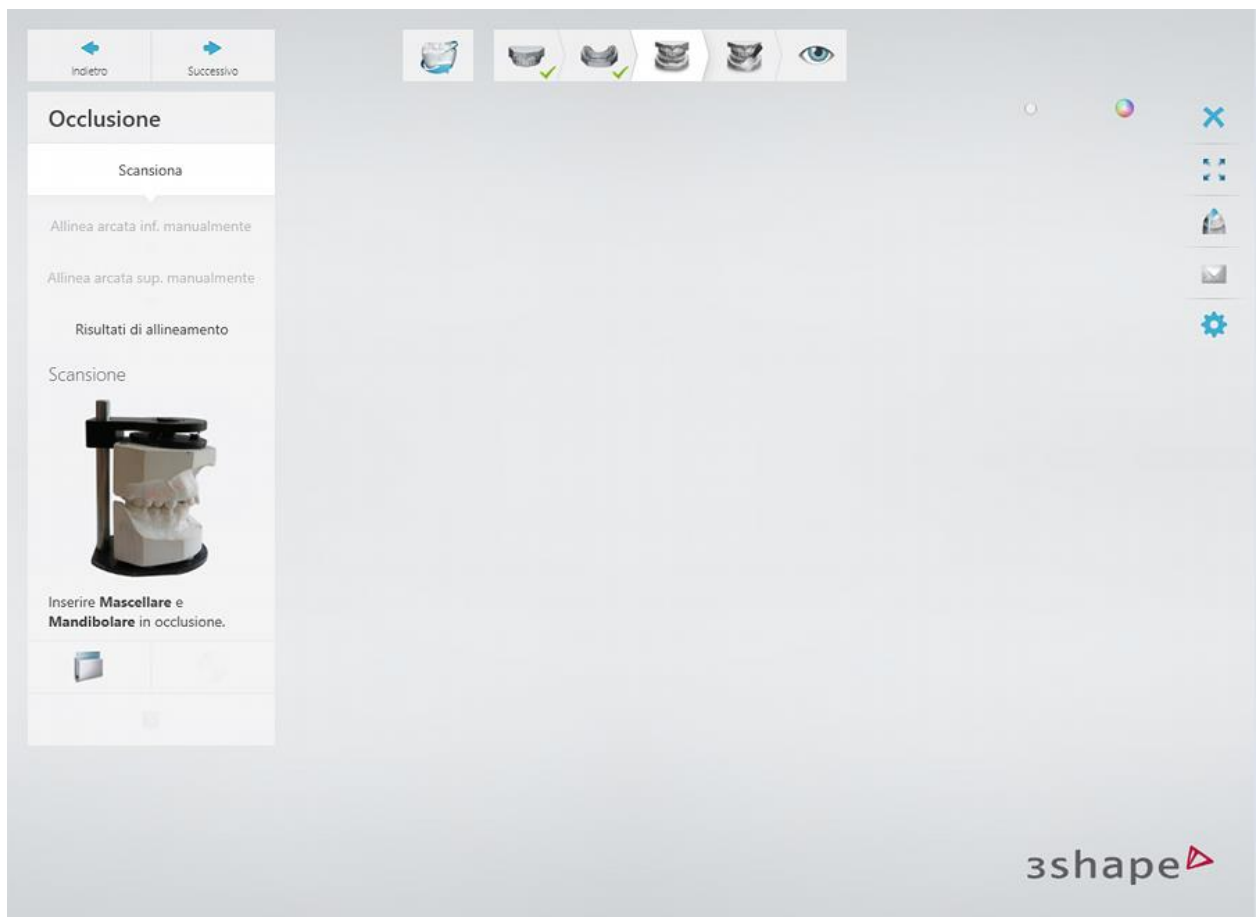 Indietro
Successivo
Occlusione
Scansiona
Allinea arcata inf. manualmente
Allinea arcata sup. manualmente
Risultati di allineamento
Scansione
Inserire Mascellare e
Mandibolare in occlusione.
3shape